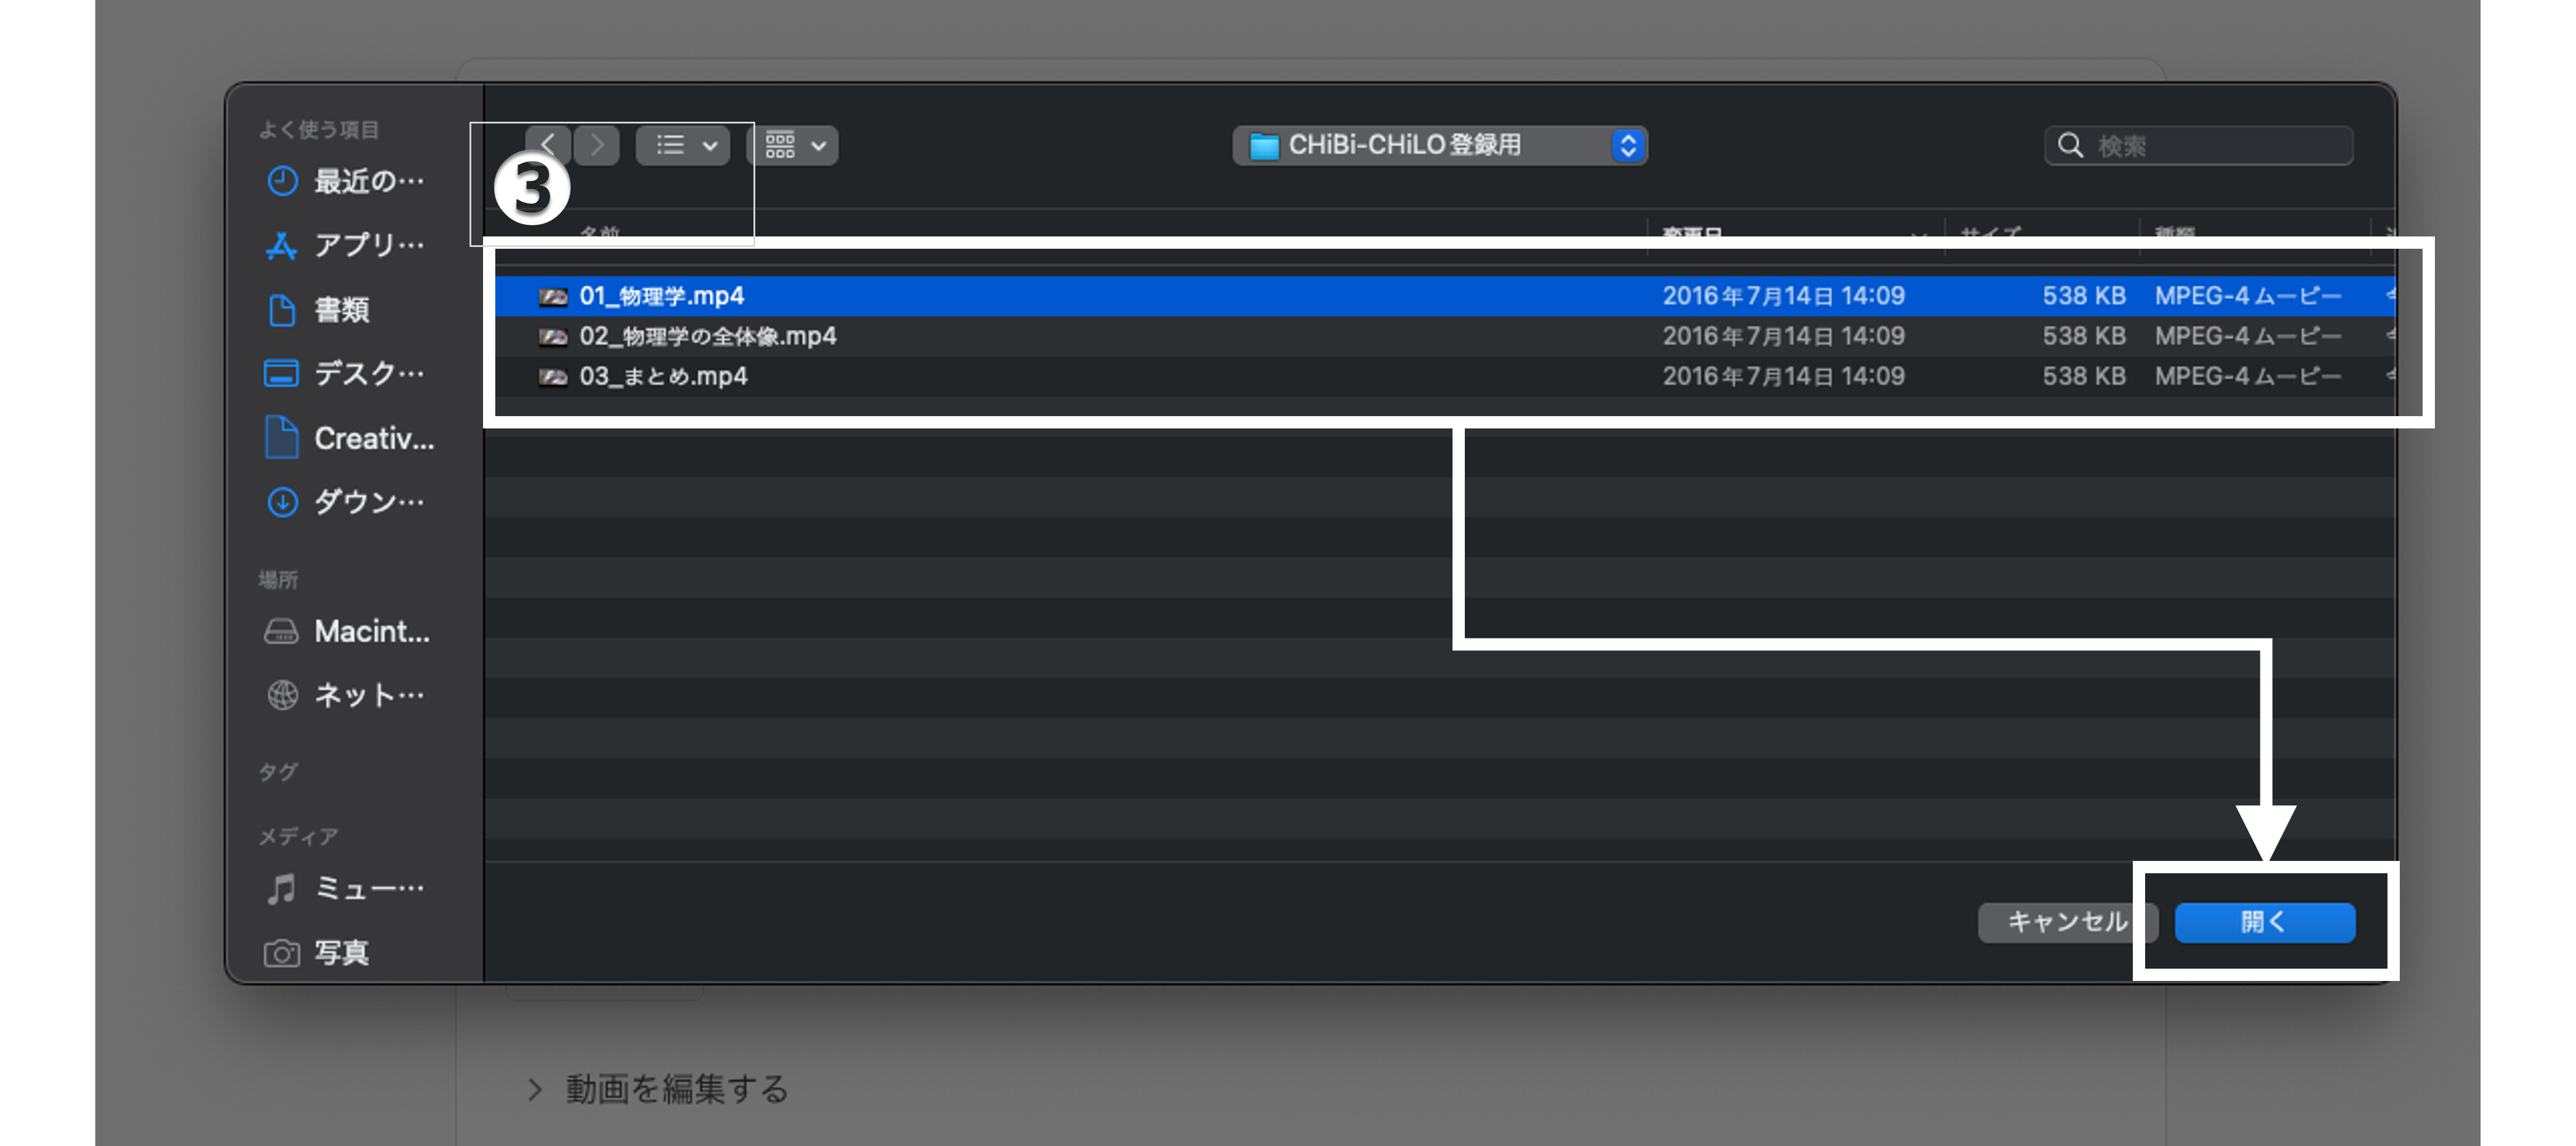 よく使う項目
最近の…
アプリ…
書類
デスク…
Creativ...
ダウン…
場所
Macint...
ネット…
タグ
メディア
ミュー…
写真
3
CHiBi-CHiLO登録用
検索
名前 変更日 サイズ 種類
01_物理学.mp4 2016年7月14日 14:09 538 KB MPEG-4ムービー
02_物理学の全体像.mp4 2016年7月14日 14:09 538 KB MPEG-4ムービー
03_まとめ.mp4 2016年7月14日 14:09 538 KB MPEG-4ムービー
キャンセル 開く
動画を編集する